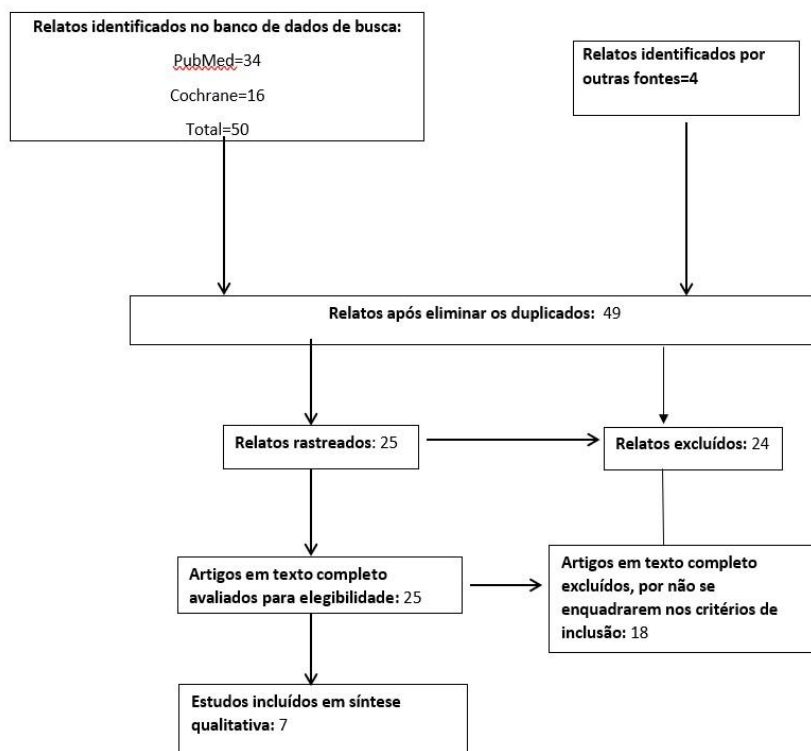 Relatos identificados no banco de dados de busca:
PubMed=34
Cochrane=16
Total=50
Relatos identificados por
outras fontes=4
Relatos após eliminar os duplicados: 49
Relatos rastreados: 25
Relatos excluídos: 24
Artigos em texto completo
avaliados para elegibilidade: 25
Artigos em texto completo
excluídos, por não se
enquadrarem nos critérios de
inclusão: 18
Estudos incluídos em síntese
qualitativa: 7